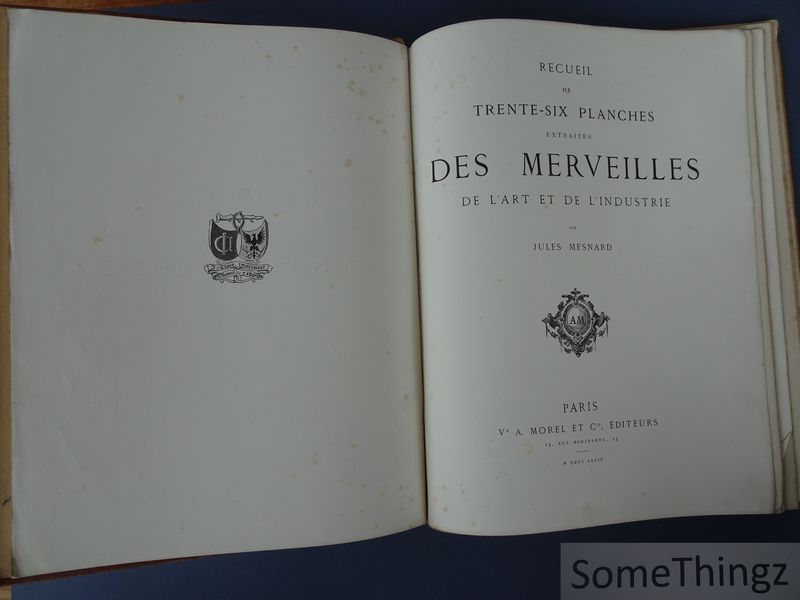 RECUEIL
DE
TRENTE-SIX PLANCHES
EXTRAITES
DES MERVEILLES
DE L'ART ET DE L'INDUSTRIE
PAR
JULES MESNARD
AM
PARIS
Vᵉ A. MOREL ET Cⁱᵉ, ÉDITEURS
13, RUE BONAPARTE, 13
M DCCC LXXIV
SomeThingz